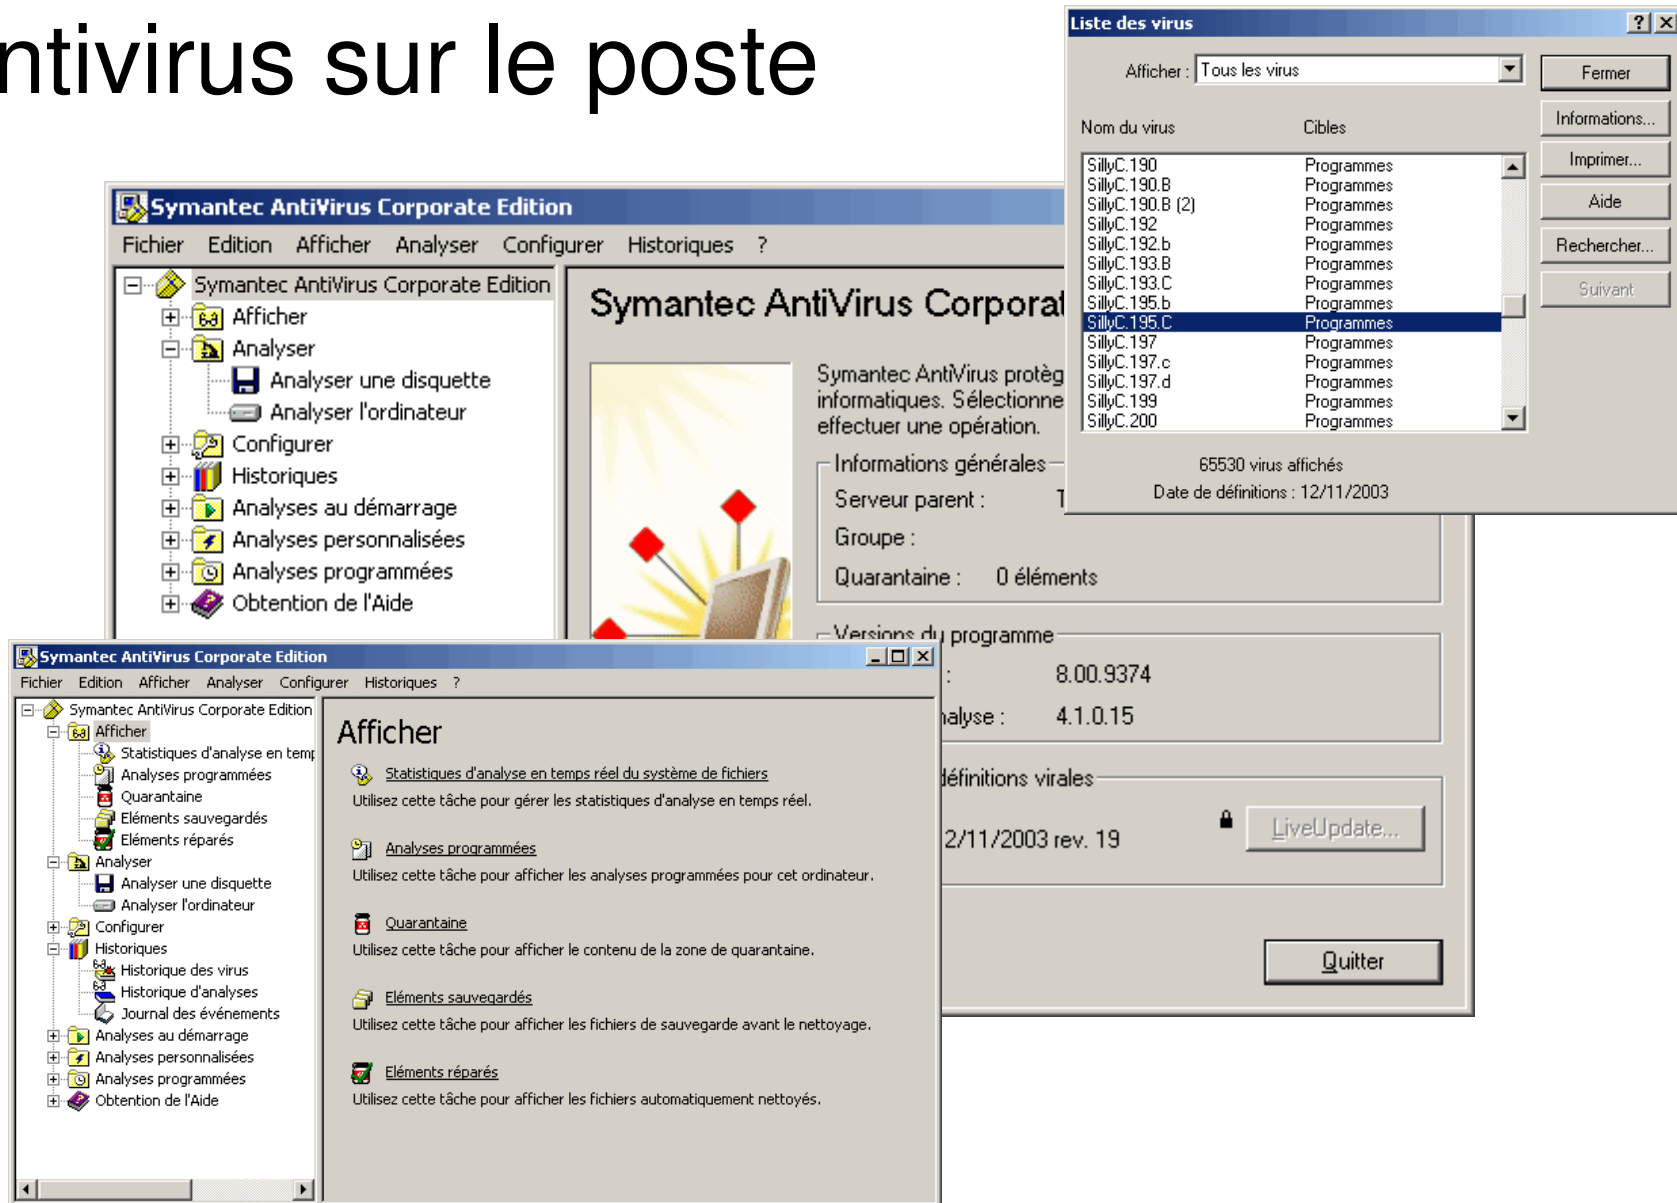 ntivirus sur le poste
Liste des virus
Afficher : Tous les virus
Fermer
Informations...
Imprimer...
Aide
Rechercher...
Suivant
Nom du virus Cibles
SillyC.190 Programmes
SillyC.190.B Programmes
SillyC.190.B (2) Programmes
SillyC.192 Programmes
SillyC.192.b Programmes
SillyC.193.B Programmes
SillyC.193.C Programmes
SillyC.195.b Programmes
SillyC.195.C Programmes
SillyC.197 Programmes
SillyC.197.c Programmes
SillyC.197.d Programmes
SillyC.199 Programmes
SillyC.200 Programmes
65530 virus affichés
Date de définitions : 12/11/2003
Symantec AntiVirus Corporate Edition
Fichier Edition Afficher Analyser Configurer Historiques ?
Symantec AntiVirus Corporate Edition
Afficher
Analyser
Analyser une disquette
Analyser l'ordinateur
Configurer
Historiques
Analyses au démarrage
Analyses personnalisées
Analyses programmées
Obtention de l'Aide
Symantec AntiVirus Corporat
Symantec AntiVirus protèg
informatiques. Sélectionne
effectuer une opération.
Informations générales
Serveur parent :
Groupe :
Quarantaine : 0 éléments
Versions du programme
: 8.00.9374
nalyse : 4.1.0.15
définitions virales
2/11/2003 rev. 19
LiveUpdate...
Quitter
Symantec AntiVirus Corporate Edition
Fichier Edition Afficher Analyser Configurer Historiques ?
Symantec AntiVirus Corporate Edition
Afficher
Statistiques d'analyse en temp
Analyses programmées
Quarantaine
Eléments sauvegardés
Eléments réparés
Analyser
Analyser une disquette
Analyser l'ordinateur
Configurer
Historiques
Historique des virus
Historique d'analyses
Journal des événements
Analyses au démarrage
Analyses personnalisées
Analyses programmées
Obtention de l'Aide
Afficher
Statistiques d'analyse en temps réel du système de fichiers
Utilisez cette tâche pour gérer les statistiques d'analyse en temps réel.
Analyses programmées
Utilisez cette tâche pour afficher les analyses programmées pour cet ordinateur.
Quarantaine
Utilisez cette tâche pour afficher le contenu de la zone de quarantaine.
Eléments sauvegardés
Utilisez cette tâche pour afficher les fichiers de sauvegarde avant le nettoyage.
Eléments réparés
Utilisez cette tâche pour afficher les fichiers automatiquement nettoyés.